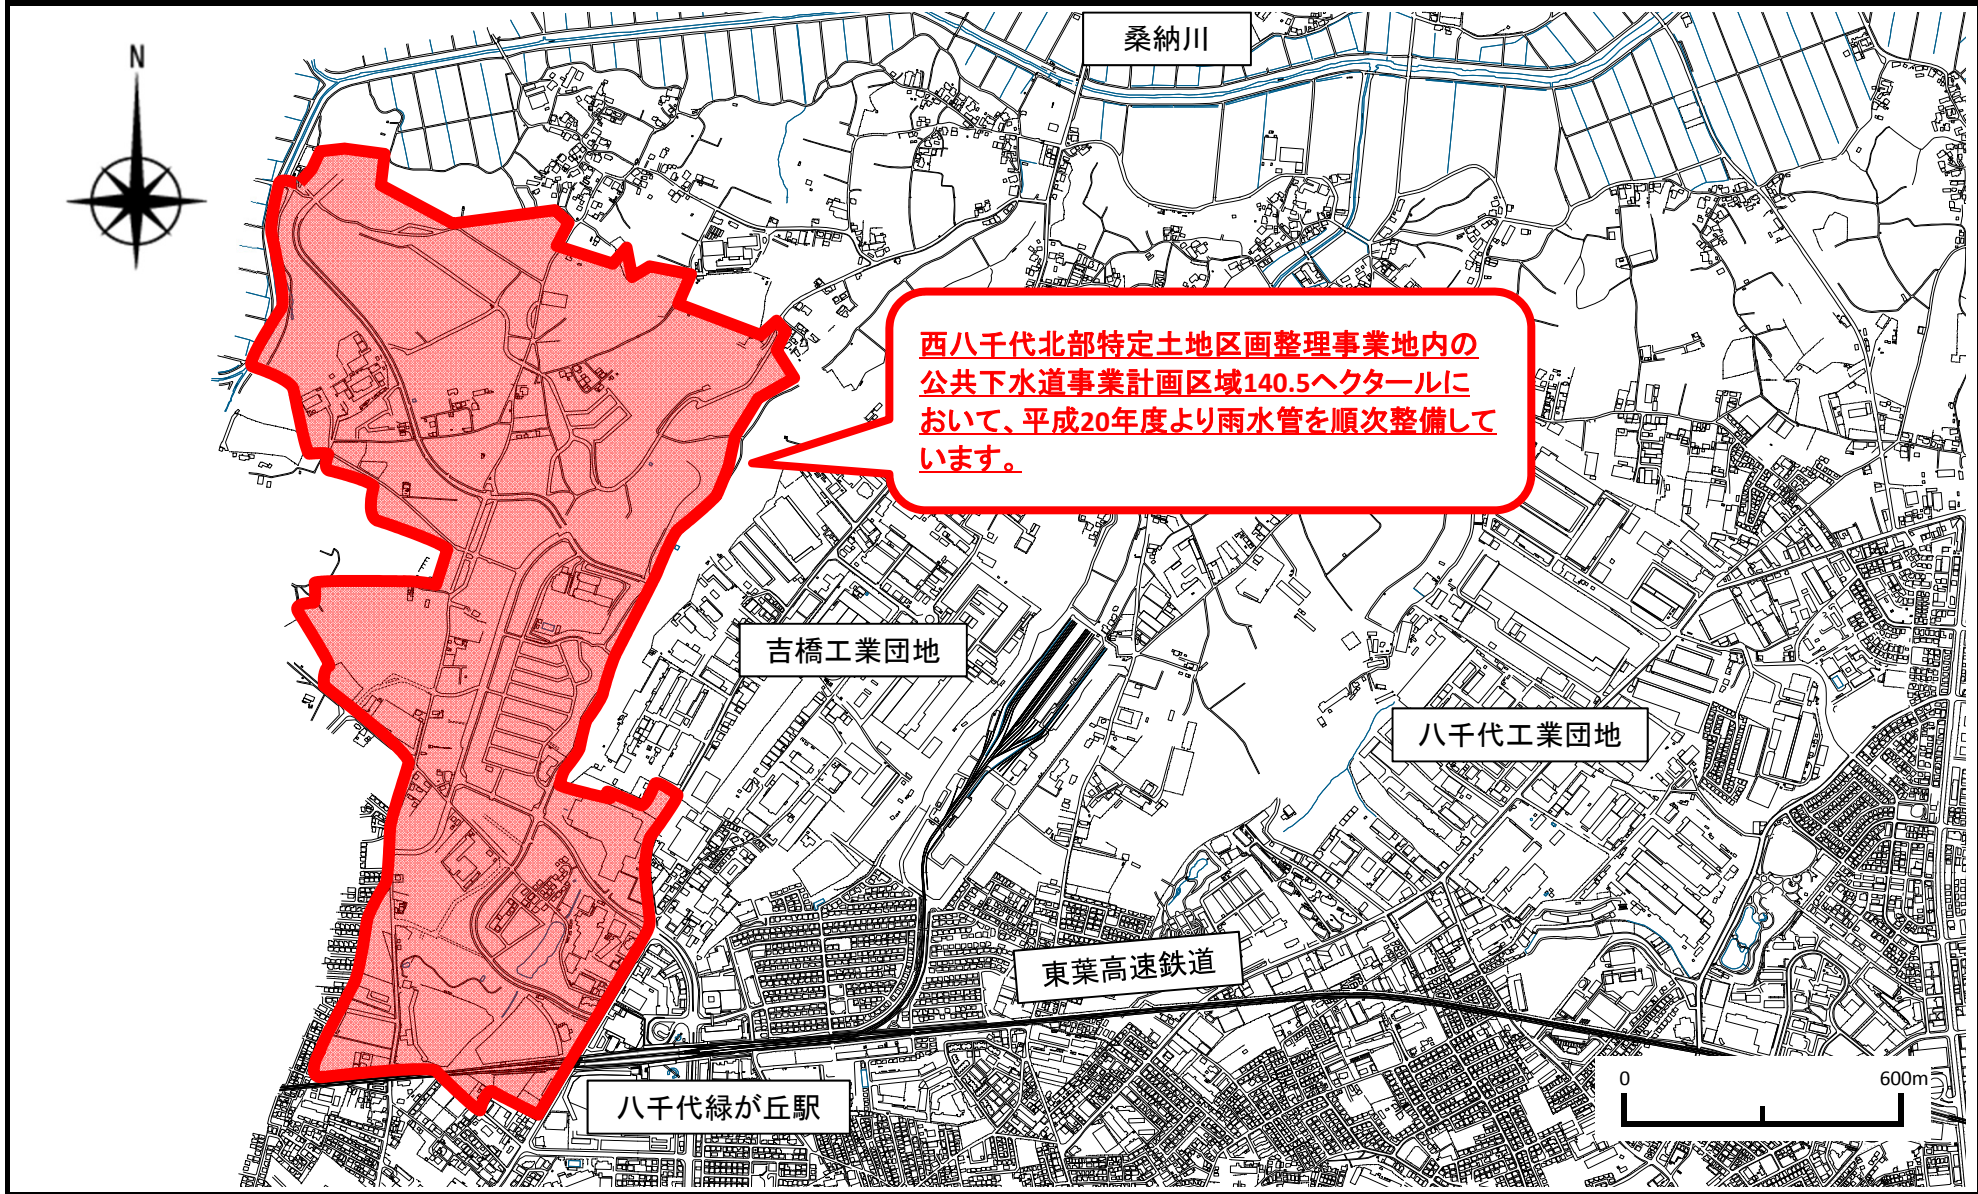 桑納川
N
西八千代北部特定土地区画整理事業地内の
公共下水道事業計画区域140.5ヘクタールに
おいて、平成20年度より雨水管を順次整備して
います。
吉橋工業団地
八千代工業団地
東葉高速鉄道
八千代緑が丘駅
0
600m